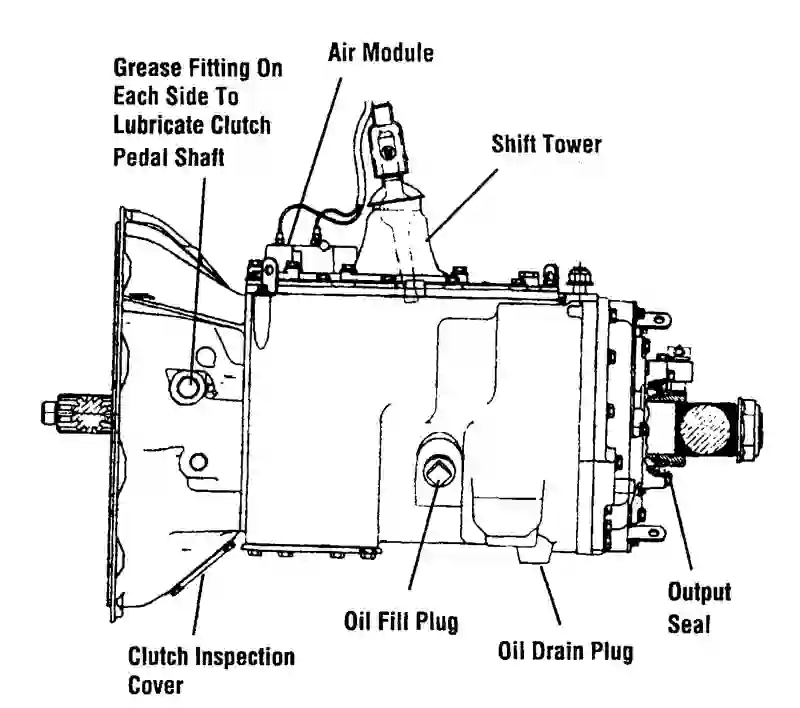 Grease Fitting On
Each Side To
Lubricate Clutch
Pedal Shaft
Air Module
Shift Tower
Oil Fill Plug
Oil Drain Plug
Output
Seal
Clutch Inspection
Cover